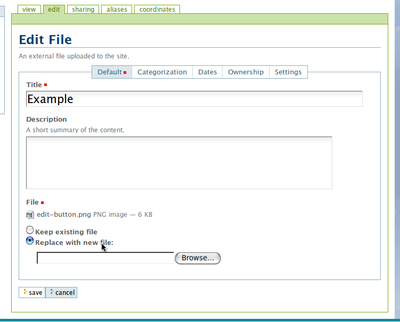 view edit sharing aliases coordinates
Edit File
An external file uploaded to the site.
Default Categorization Dates Ownership Settings
Title
Example
Description
A short summary of the content.
File
edit-button.png PNG image — 6 KB
Keep existing file
Replace with new file:
Browse...
save cancel